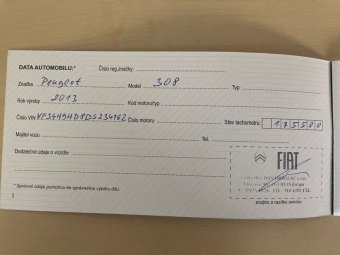 DATA AUTOMOBILU:* Číslo reg.značky:
Značka Peugeot Model 308 Typ
Rok výroby 2013 Kód motoru/typ
Číslo VIN Číslo motoru Stav tachometru 175500
Majitel vozu Tel.
Dodatečné údaje o vozidle
FIAT
* Správné údaje pomohou ke správnému výběru dílu.
podpis a razítko servisu
2